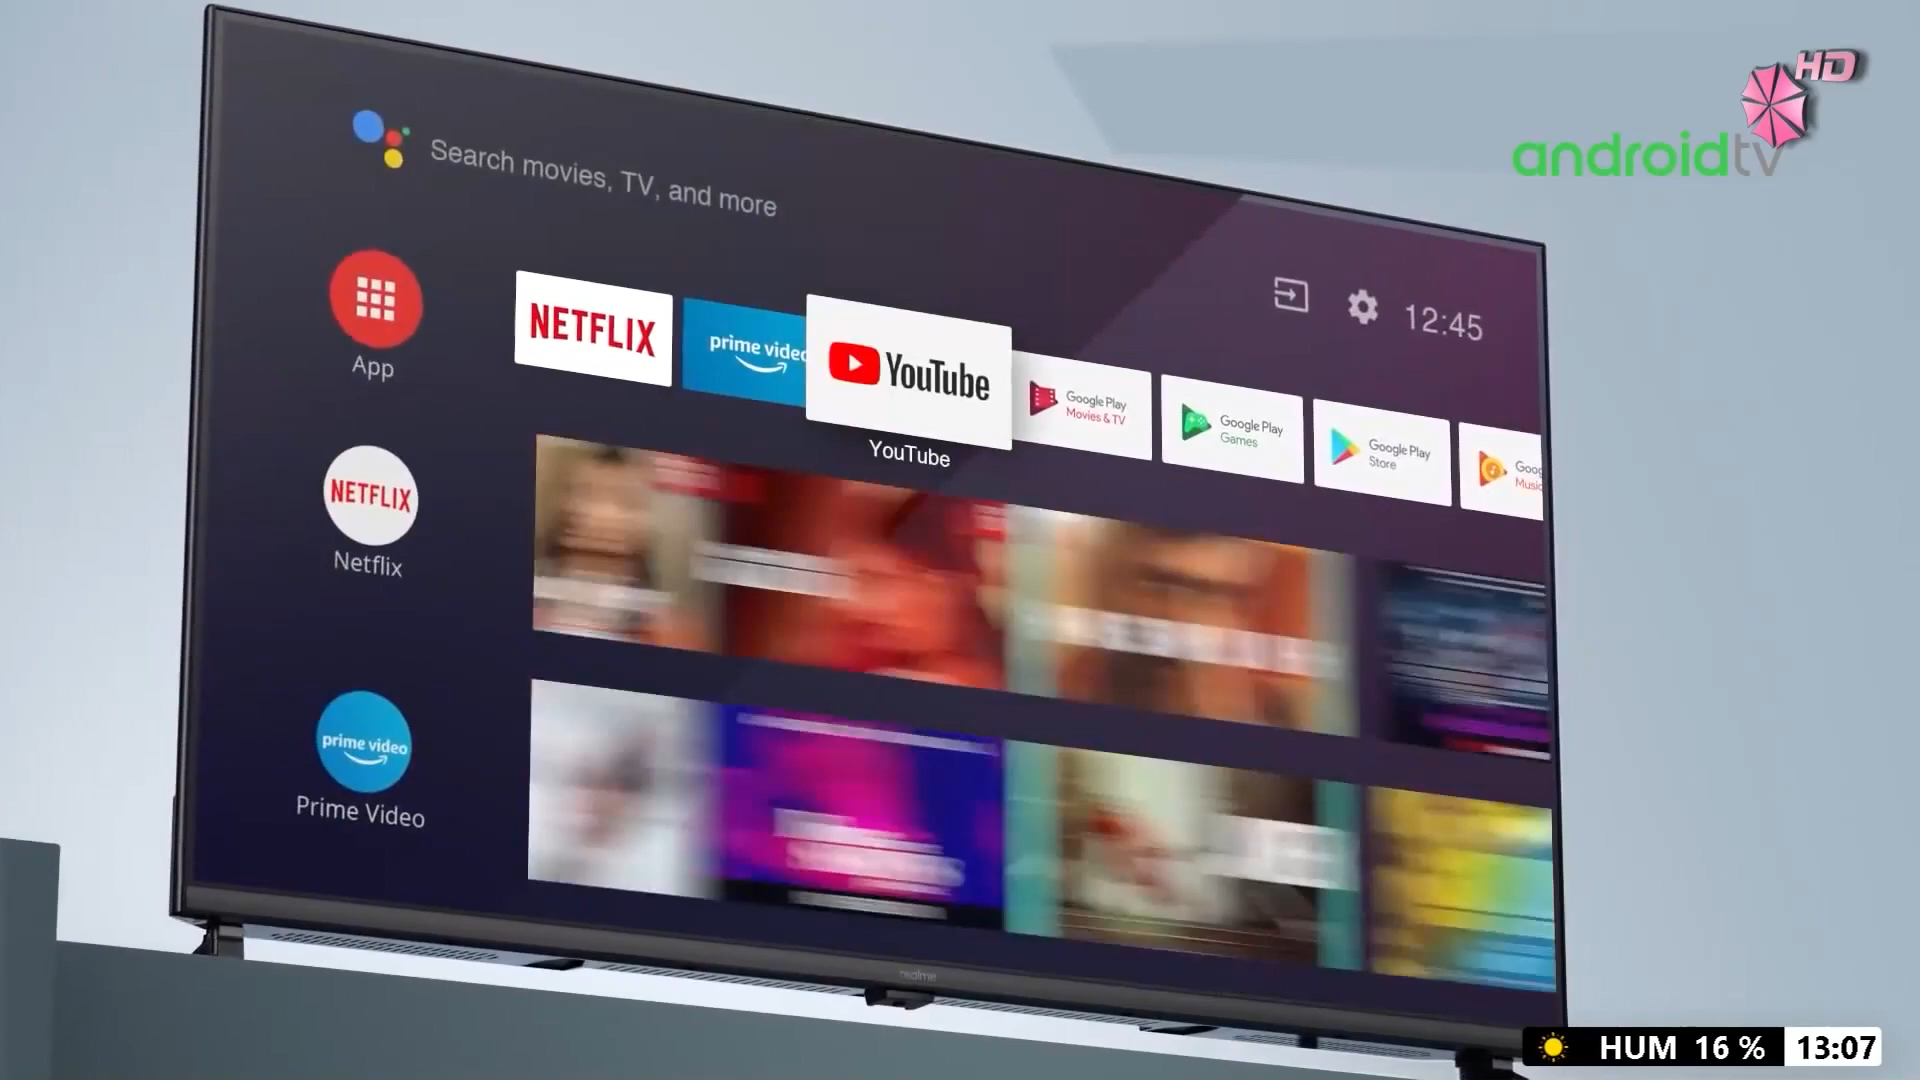 HD
androidtv
Search movies, TV, and more
12:45
App
NETFLIX
prime video
YouTube
Google Play
Movies & TV
Google Play
Games
Google Play
Store
YouTube
NETFLIX
Netflix
prime video
Prime Video
realme
HUM 16 % 13:07